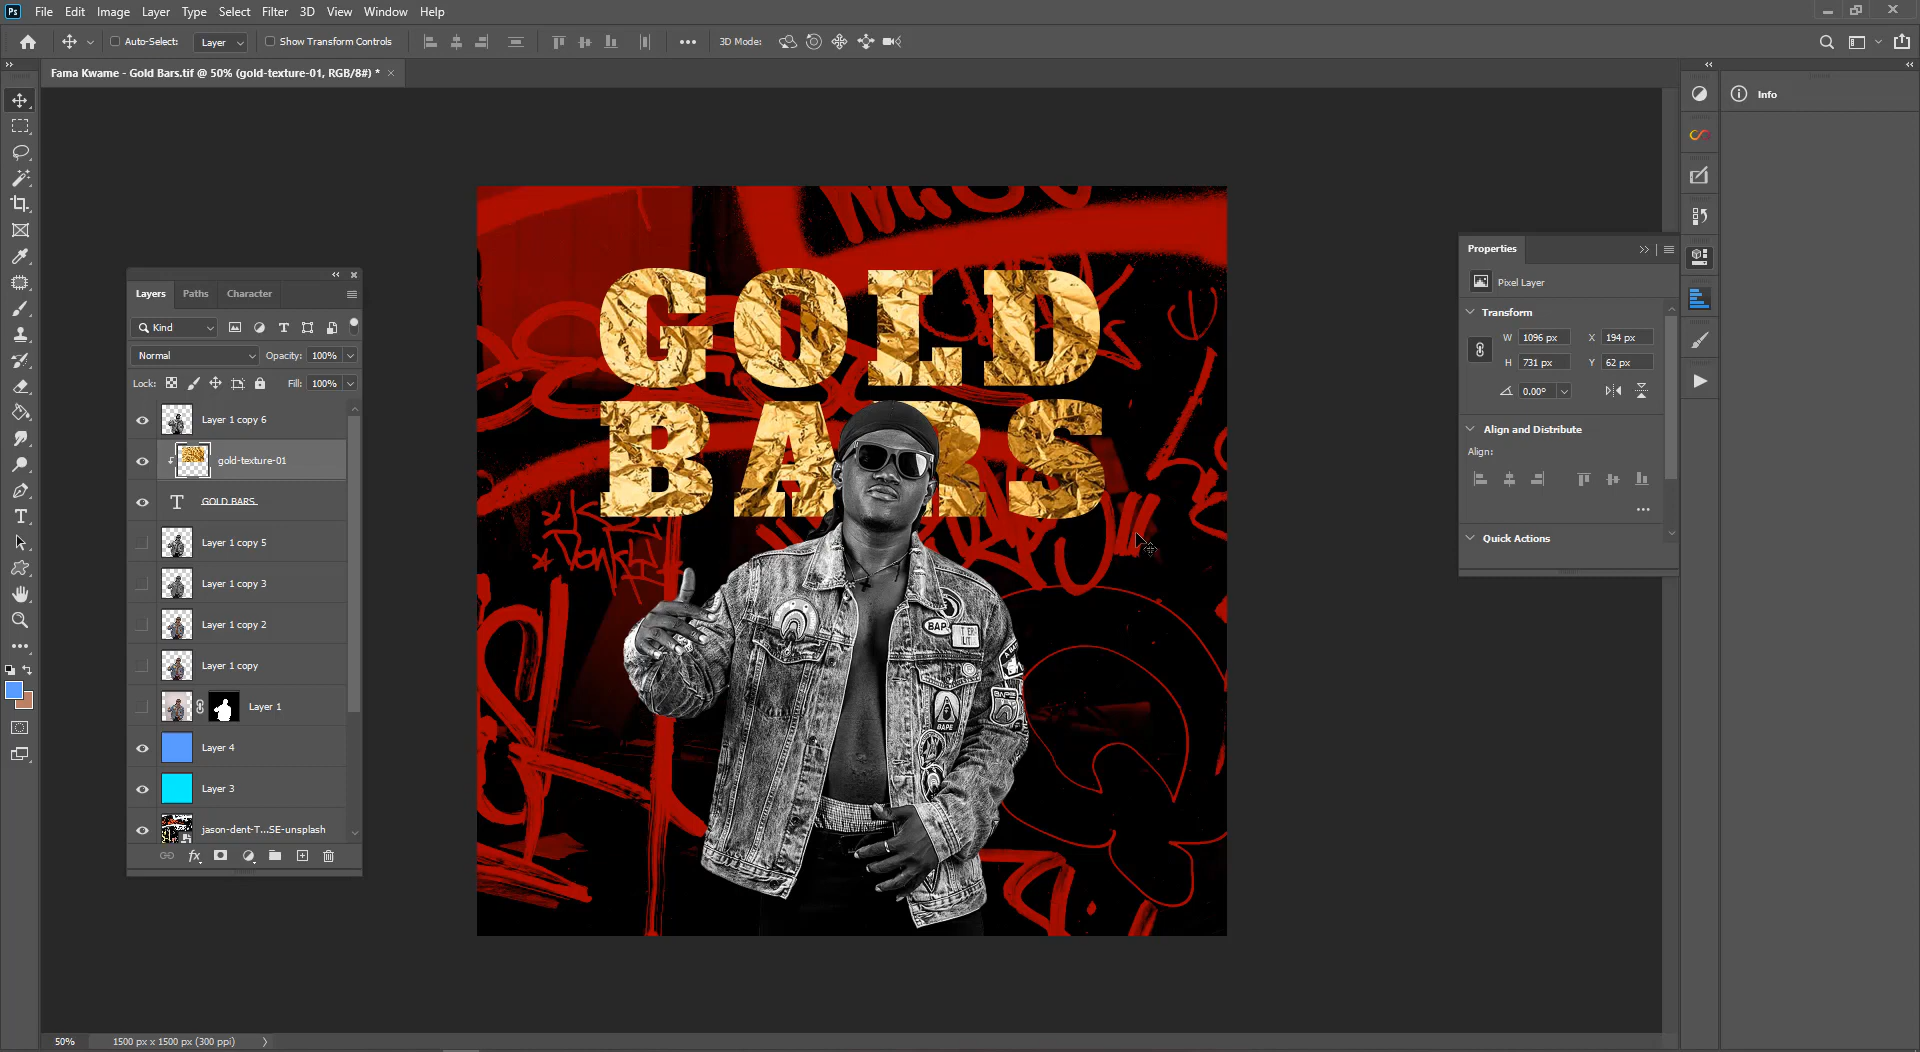 Ps File Edit Image Layer Type Select Filter 3D View Window Help
Auto-Select: Layer Show Transform Controls 3D Mode:
Fama Kwame - Gold Bars.tif @ 50% (gold-texture-01, RGB/8#) * ×
Info
Layers Paths Character
Kind
Normal Opacity: 100%
Lock: Fill: 100%
Layer 1 copy 6
gold-texture-01
T GOLD BARS
Layer 1 copy 5
Layer 1 copy 3
Layer 1 copy 2
Layer 1 copy
Layer 1
Layer 4
Layer 3
jason-dent-T...SE-unsplash
fx
GOLD
BARS
BAPE
BAPE
Properties
Pixel Layer
Transform
W 1096 px X 194 px
H 731 px Y 62 px
0.00°
Align and Distribute
Align:
Quick Actions
50% 1500 px x 1500 px (300 ppi)